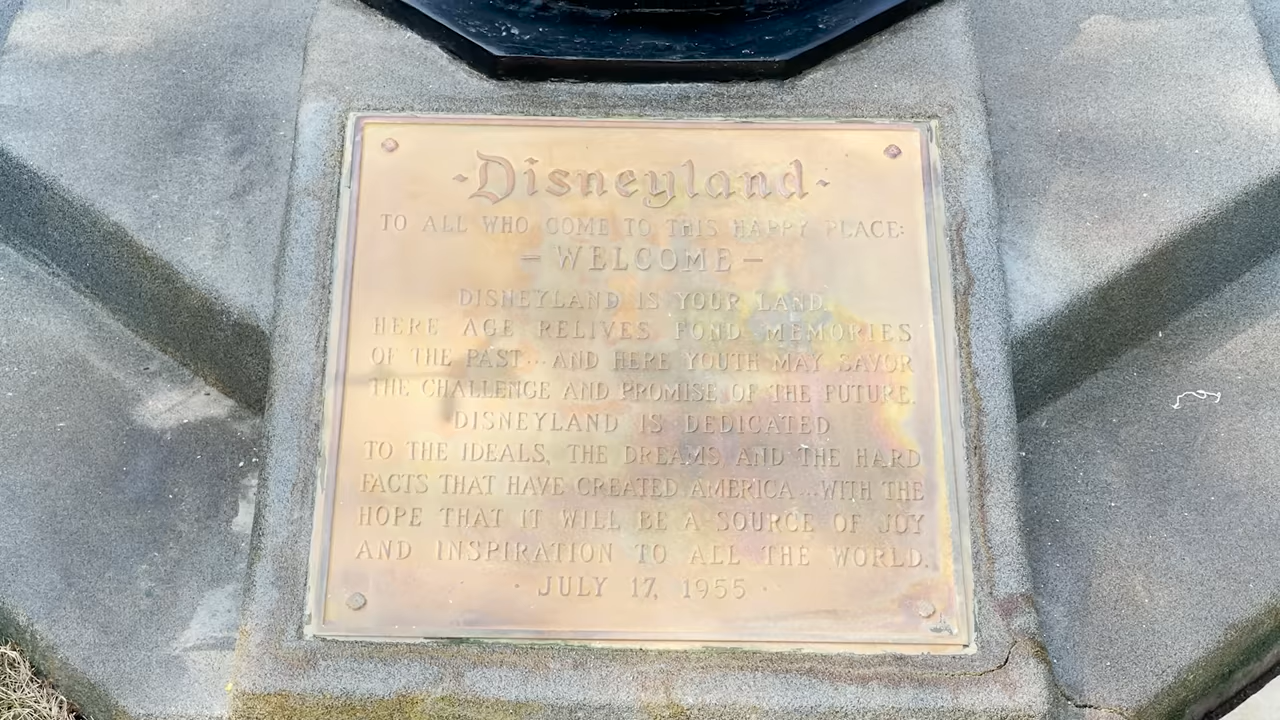 ·Disneyland·
TO ALL WHO COME TO THIS HAPPY PLACE:
– WELCOME –
DISNEYLAND IS YOUR LAND.
HERE AGE RELIVES FOND MEMORIES
OF THE PAST...AND HERE YOUTH MAY SAVOR
THE CHALLENGE AND PROMISE OF THE FUTURE.
DISNEYLAND IS DEDICATED
TO THE IDEALS, THE DREAMS AND THE HARD
FACTS THAT HAVE CREATED AMERICA...WITH THE
HOPE THAT IT WILL BE A SOURCE OF JOY
AND INSPIRATION TO ALL THE WORLD.
· JULY 17, 1955 ·